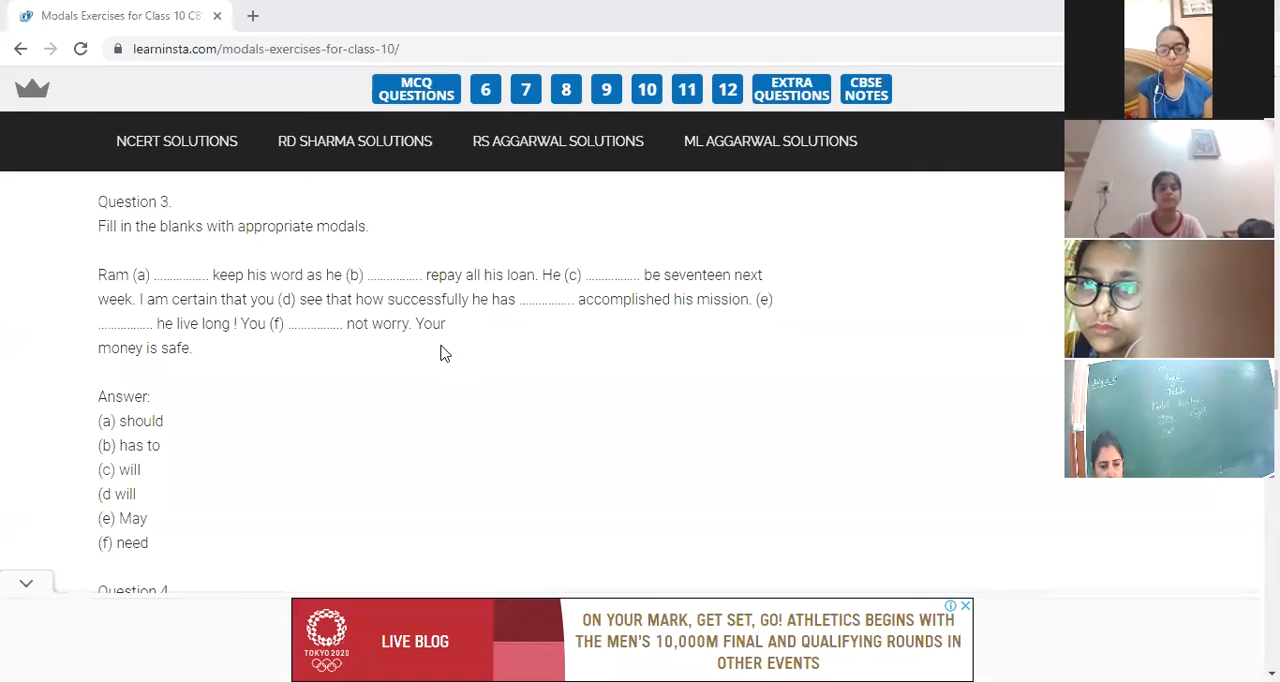 Modals Exercises for Class 10 CB
learninsta.com/modals-exercises-for-class-10/
MCQ
QUESTIONS
6
7
8
9
10
11
12
EXTRA
QUESTIONS
CBSE
NOTES
NCERT SOLUTIONS
RD SHARMA SOLUTIONS
RS AGGARWAL SOLUTIONS
ML AGGARWAL SOLUTIONS
Question 3.
Fill in the blanks with appropriate modals.
Ram (a) ……………. keep his word as he (b) ……………. repay all his loan. He (c) ……………. be seventeen next
week. I am certain that you (d) see that how successfully he has ……………. accomplished his mission. (e)
……………. he live long ! You (f) ……………. not worry. Your
money is safe.
Answer:
(a) should
(b) has to
(c) will
(d will
(e) May
(f) need
Question 4
TOKYO 2020
LIVE BLOG
ON YOUR MARK, GET SET, GO! ATHLETICS BEGINS WITH
THE MEN'S 10,000M FINAL AND QUALIFYING ROUNDS IN
OTHER EVENTS